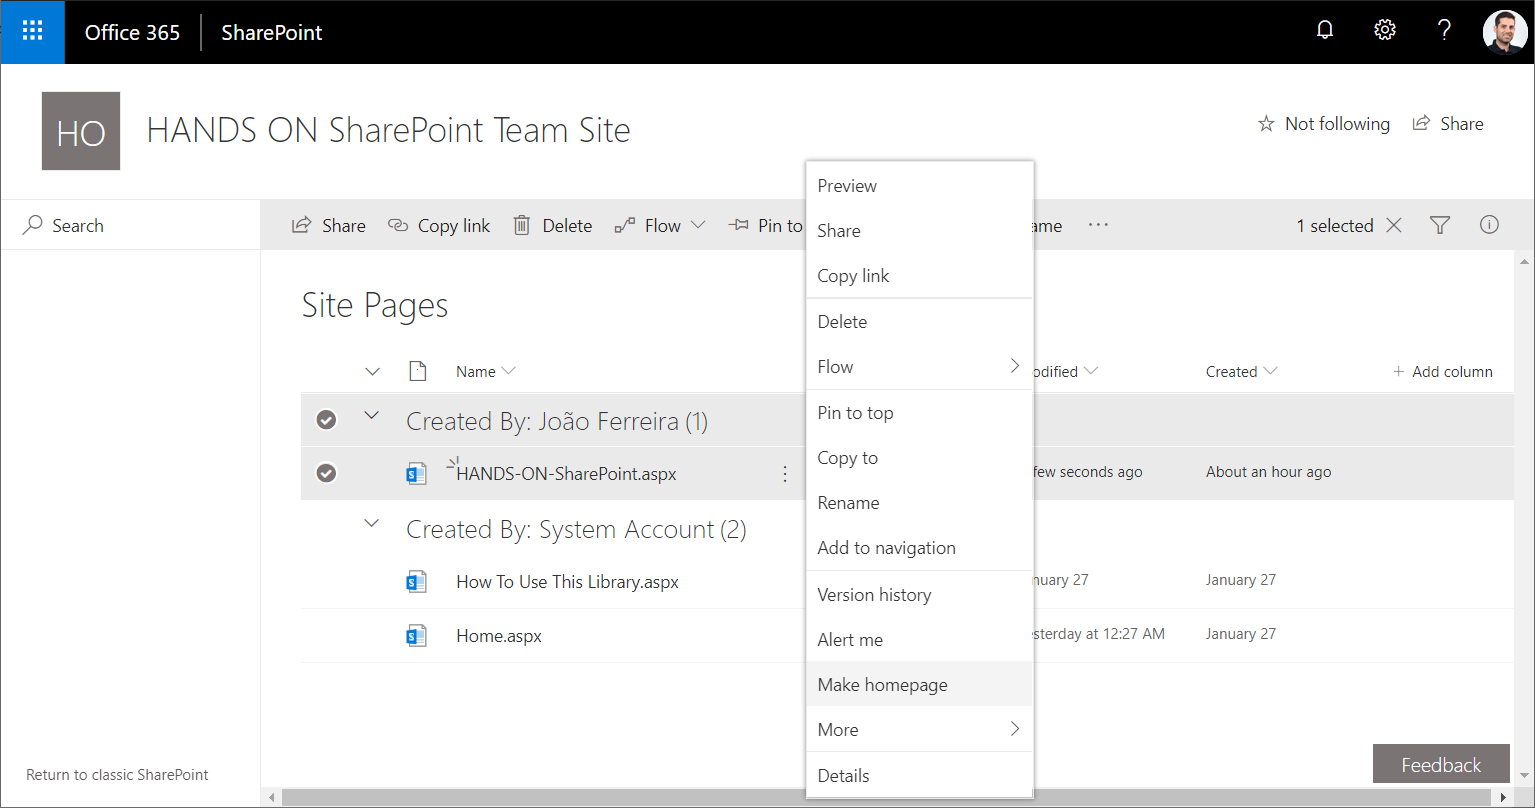 Office 365 SharePoint
?
HO
HANDS ON SharePoint Team Site
Not following Share
Search
Share Copy link Delete Flow Pin to ame ··· 1 selected
Preview
Share
Copy link
Delete
Flow
Pin to top
Copy to
Rename
Add to navigation
Version history
Alert me
Make homepage
More
Details
Site Pages
Name odified Created + Add column
Created By: João Ferreira (1)
HANDS-ON-SharePoint.aspx few seconds ago About an hour ago
Created By: System Account (2)
How To Use This Library.aspx nuary 27 January 27
Home.aspx esterday at 12:27 AM January 27
Return to classic SharePoint
Feedback